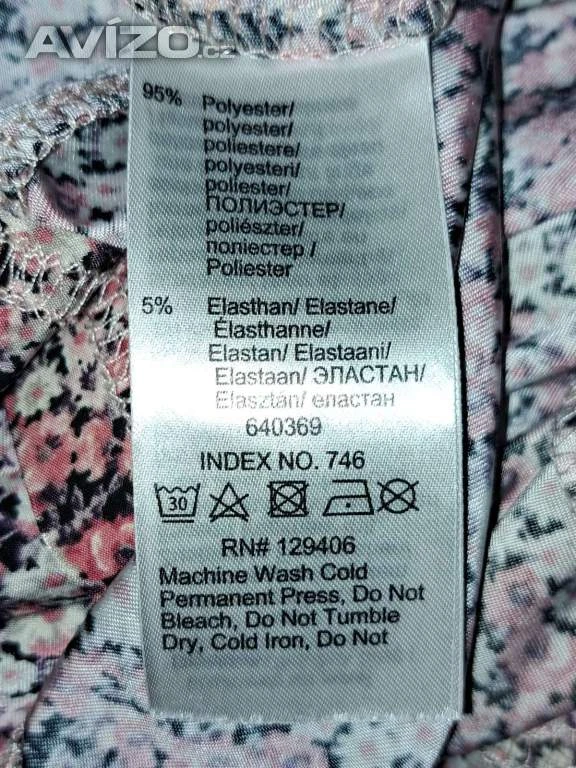 AVÍZO.cz
95% Polyester/
polyester/
poliestere/
polyesteri/
poliester/
ПОЛИЭСТЕР/
poliészter/
поліестер /
Poliester
5% Elasthan/ Elastane/
Élasthanne/
Elastan/ Elastaani/
Elastaan/ ЭЛАСТАН/
Elasztan/ еластан
640369
INDEX NO. 746
30
RN# 129406
Machine Wash Cold
Permanent Press, Do Not
Bleach, Do Not Tumble
Dry, Cold Iron, Do Not